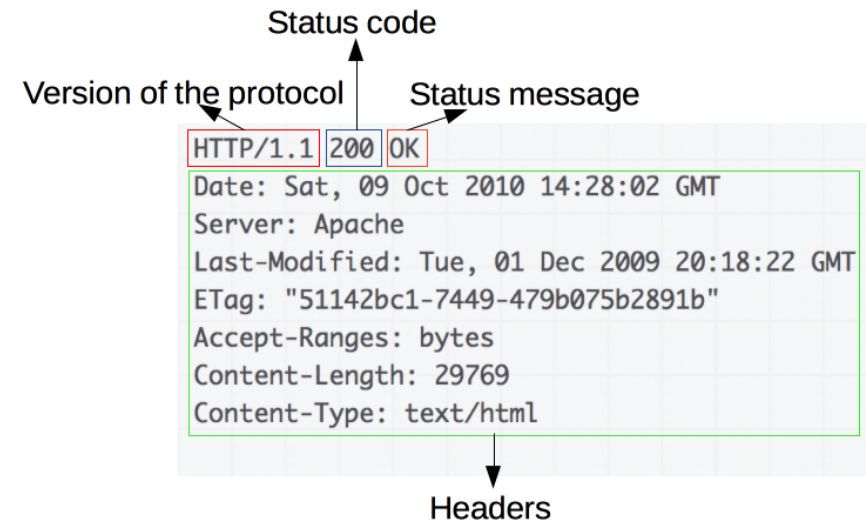 Status code
Version of the protocol
Status message
HTTP/1.1 200 OK
Date: Sat, 09 Oct 2010 14:28:02 GMT
Server: Apache
Last-Modified: Tue, 01 Dec 2009 20:18:22 GMT
ETag: "51142bc1-7449-479b075b2891b"
Accept-Ranges: bytes
Content-Length: 29769
Content-Type: text/html
Headers